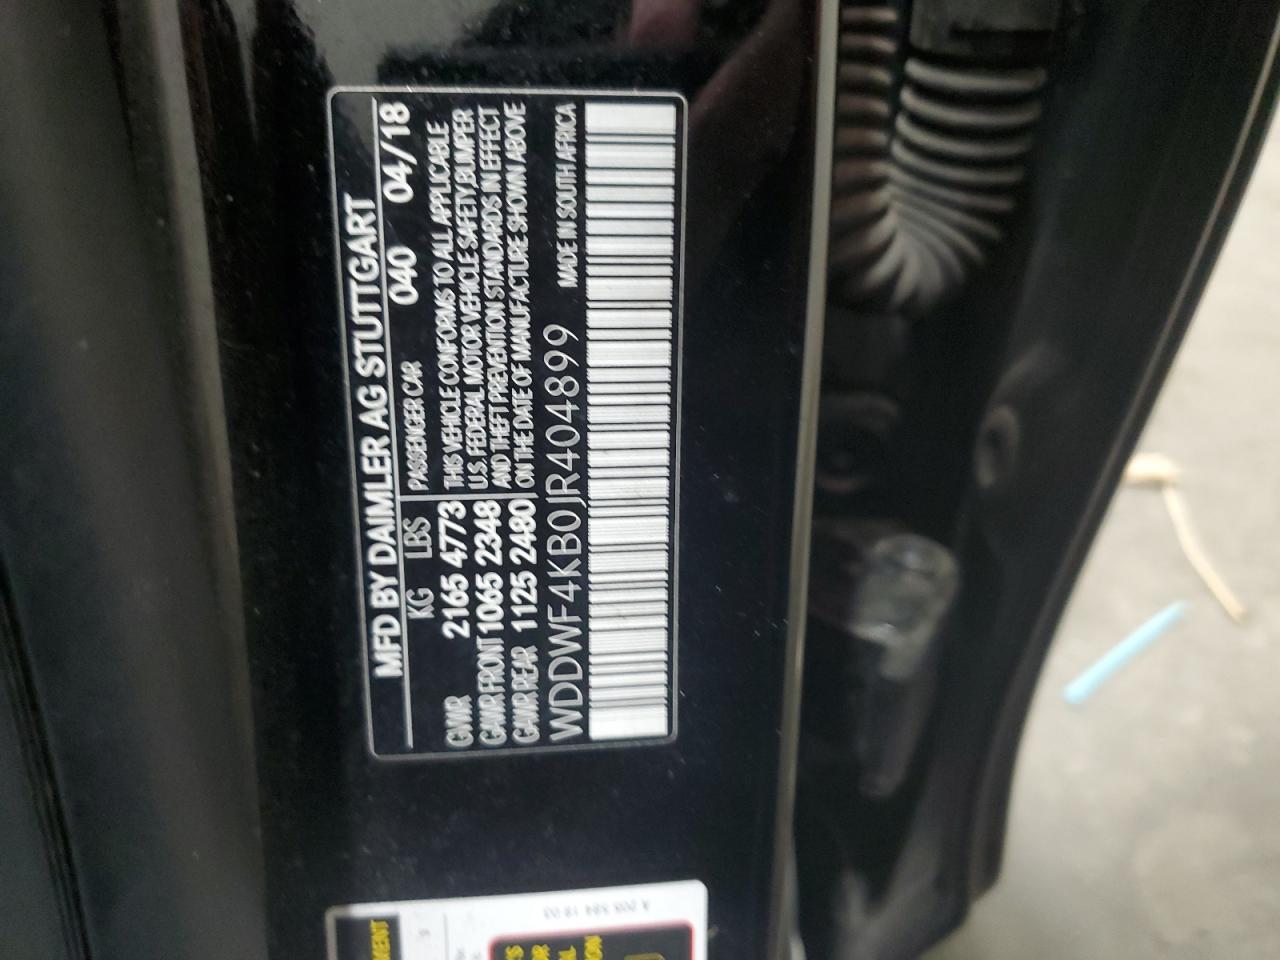 MFD BY DAIMLER AG STUTTGART
KG LBS PASSENGER CAR 040 04/18
GVWR 2165 4773 THIS VEHICLE CONFORMS TO ALL APPLICABLE
GAWR FRONT 1065 2348 U.S. FEDERAL MOTOR VEHICLE SAFETY, BUMPER
GAWR REAR 1125 2480 AND THEFT PREVENTION STANDARDS IN EFFECT
ON THE DATE OF MANUFACTURE SHOWN ABOVE
WDDWF4KB0JR404899 MADE IN SOUTH AFRICA